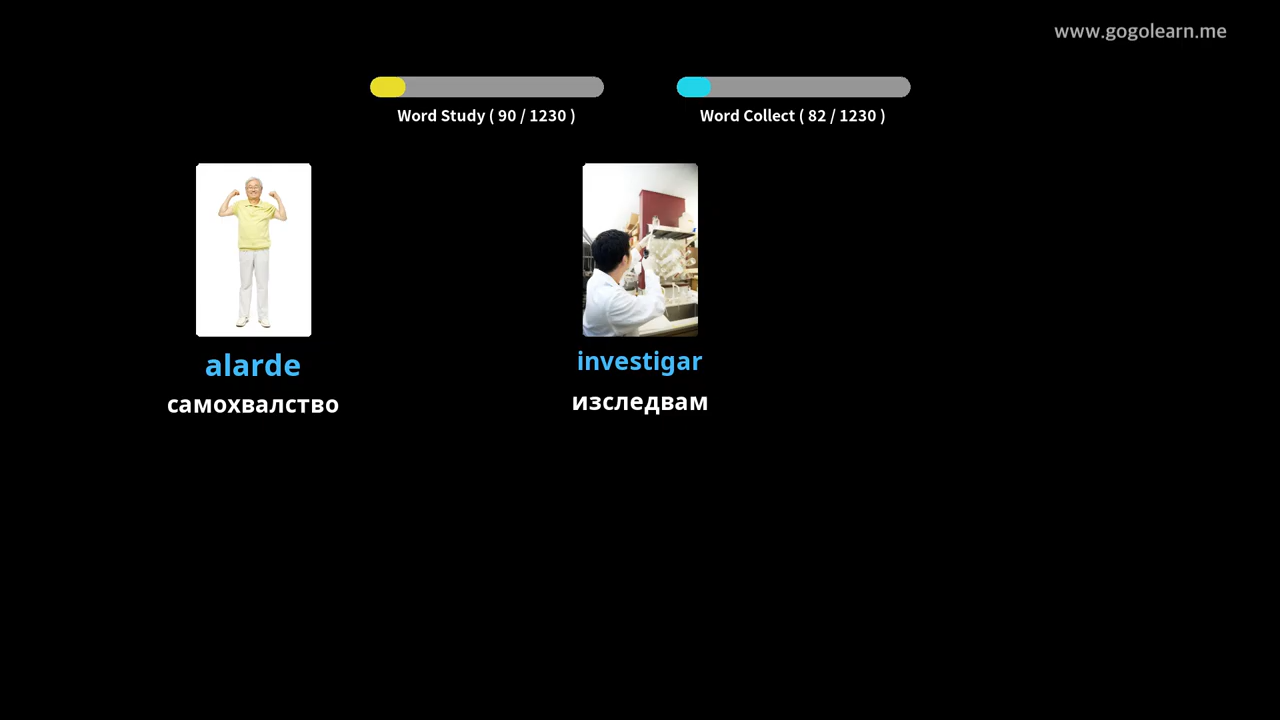 www.gogolearn.me
Word Study ( 90 / 1230 )
Word Collect ( 82 / 1230 )
alarde
самохвалство
investigar
изследвам